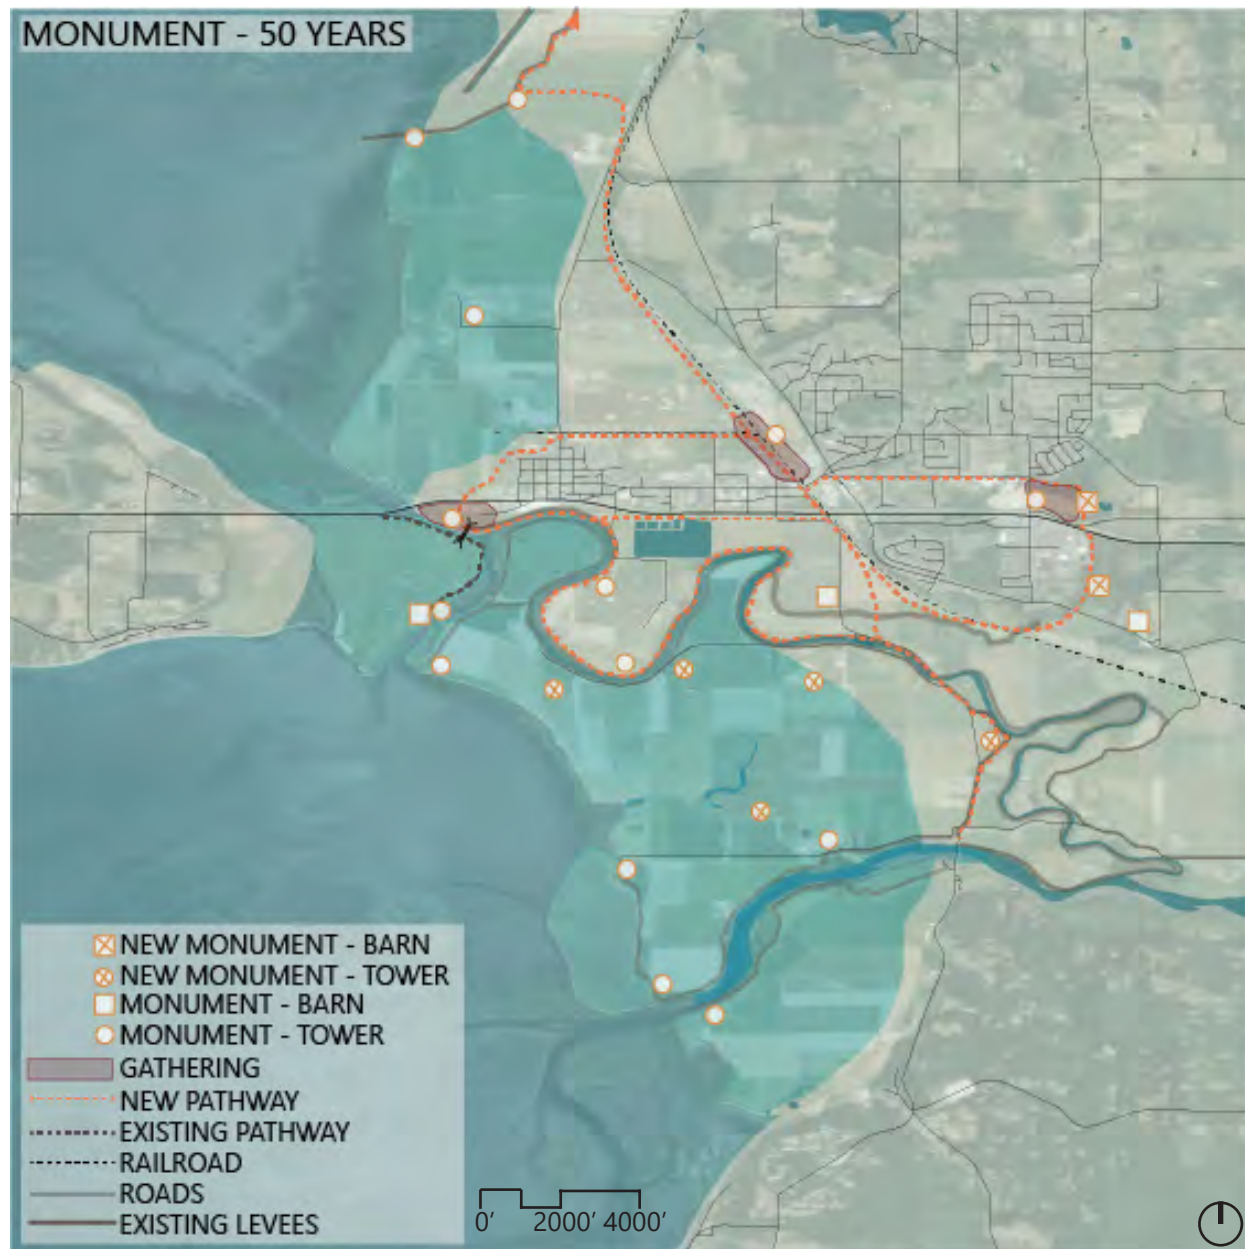 MONUMENT - 50 YEARS
NEW MONUMENT - BARN
NEW MONUMENT - TOWER
MONUMENT - BARN
MONUMENT - TOWER
GATHERING
NEW PATHWAY
EXISTING PATHWAY
RAILROAD
ROADS
EXISTING LEVEES
0' 2000' 4000'